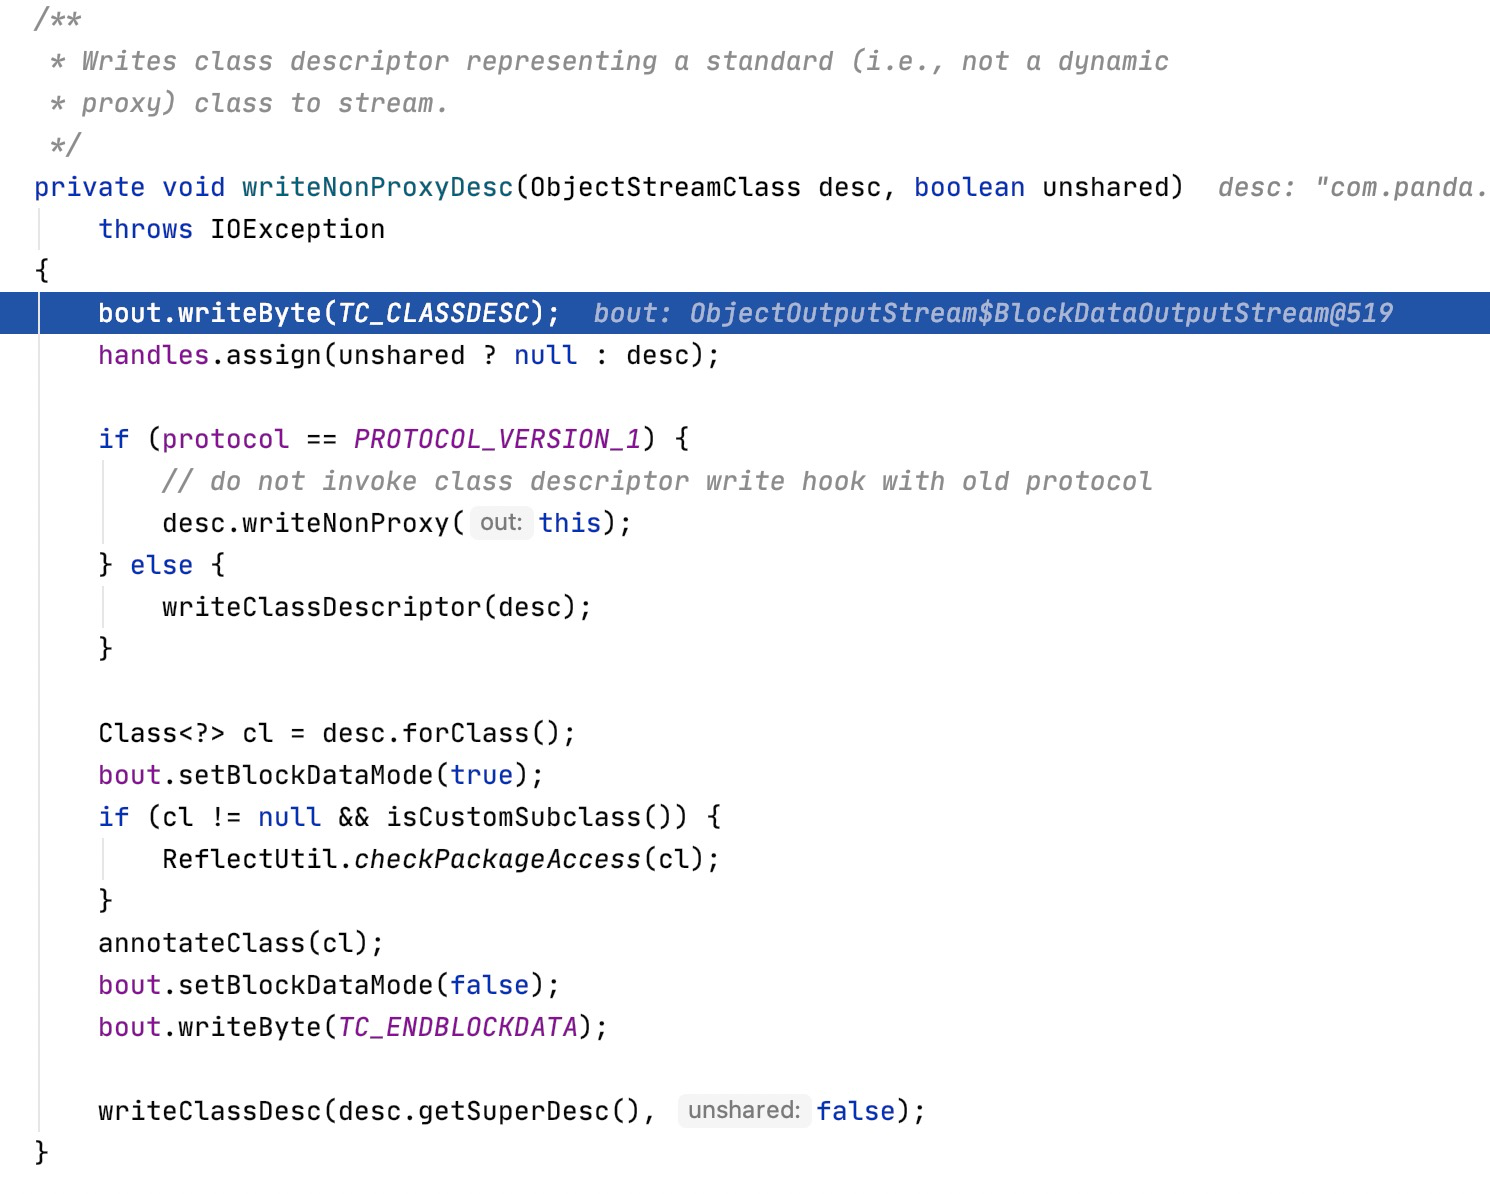 /**
 * Writes class descriptor representing a standard (i.e., not a dynamic
 * proxy) class to stream.
 */
private void writeNonProxyDesc(ObjectStreamClass desc, boolean unshared)  desc: "com.panda.
    throws IOException
{
    bout.writeByte(TC_CLASSDESC);  bout: ObjectOutputStream$BlockDataOutputStream@519
    handles.assign(unshared ? null : desc);

    if (protocol == PROTOCOL_VERSION_1) {
        // do not invoke class descriptor write hook with old protocol
        desc.writeNonProxy( out: this);
    } else {
        writeClassDescriptor(desc);
    }

    Class<?> cl = desc.forClass();
    bout.setBlockDataMode(true);
    if (cl != null && isCustomSubclass()) {
        ReflectUtil.checkPackageAccess(cl);
    }
    annotateClass(cl);
    bout.setBlockDataMode(false);
    bout.writeByte(TC_ENDBLOCKDATA);

    writeClassDesc(desc.getSuperDesc(), unshared: false);
}